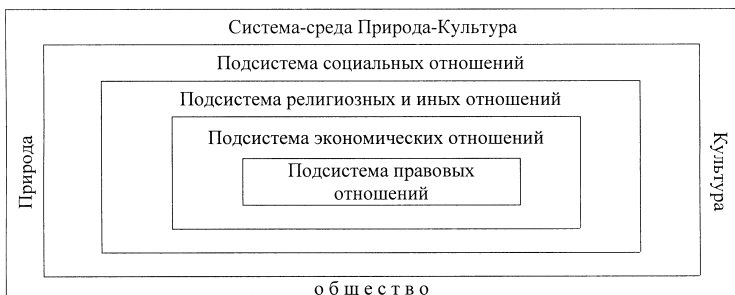 Система-среда Природа-Культура
Подсистема социальных отношений
Подсистема религиозных и иных отношений
Подсистема экономических отношений
Подсистема правовых
отношений
Природа
Культура
общество